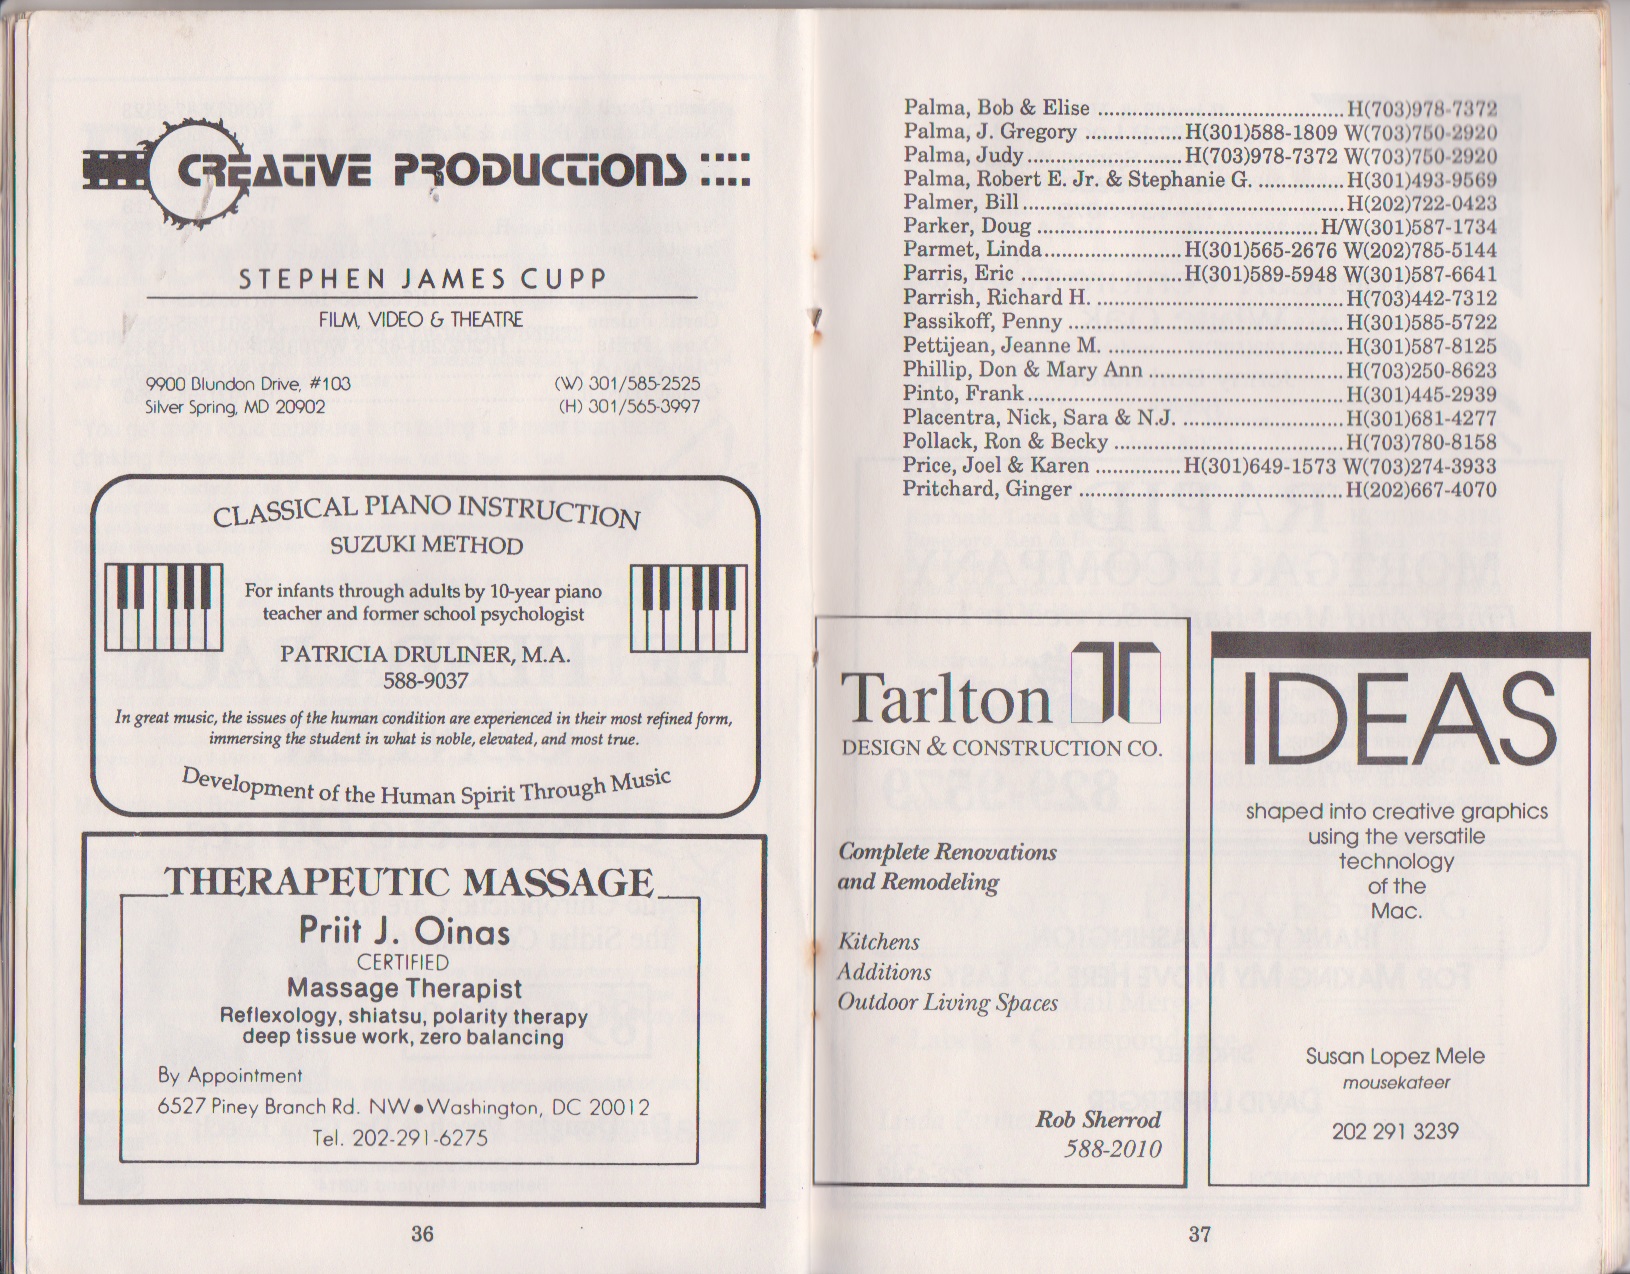 CREATIVE PRODUCTIONS
STEPHEN JAMES CUPP
FILM, VIDEO & THEATRE
9900 Blundon Drive, #103 (W) 301/585-2525
Silver Spring, MD 20902 (H) 301/565-3997
CLASSICAL PIANO INSTRUCTION
SUZUKI METHOD
For infants through adults by 10-year piano
teacher and former school psychologist
PATRICIA DRULINER, M.A.
588-9037
In great music, the issues of the human condition are experienced in their most refined form,
immersing the student in what is noble, elevated, and most true.
Development of the Human Spirit Through Music
THERAPEUTIC MASSAGE
Priit J. Oinas
CERTIFIED
Massage Therapist
Reflexology, shiatsu, polarity therapy
deep tissue work, zero balancing
By Appointment
6527 Piney Branch Rd. NW●Washington, DC 20012
Tel. 202-291-6275
36
Palma, Bob & Elise ..........................................H(703)978-7372
Palma, J. Gregory .................H(301)588-1809 W(703)750-2920
Palma, Judy..........................H(703)978-7372 W(703)750-2920
Palma, Robert E. Jr. & Stephanie G. ...............H(301)493-9569
Palmer, Bill.......................................................H(202)722-0423
Parker, Doug ................................................H/W(301)587-1734
Parmet, Linda........................H(301)565-2676 W(202)785-5144
Parris, Eric ............................H(301)589-5948 W(301)587-6641
Parrish, Richard H. ..........................................H(703)442-7312
Passikoff, Penny ...............................................H(301)585-5722
Pettijean, Jeanne M. ........................................H(301)587-8125
Phillip, Don & Mary Ann .................................H(703)250-8623
Pinto, Frank......................................................H(301)445-2939
Placentra, Nick, Sara & N.J. ...........................H(301)681-4277
Pollack, Ron & Becky .......................................H(703)780-8158
Price, Joel & Karen ...............H(301)649-1573 W(703)274-3933
Pritchard, Ginger .............................................H(202)667-4070
Tarlton
DESIGN & CONSTRUCTION CO.
Complete Renovations
and Remodeling
Kitchens
Additions
Outdoor Living Spaces
Rob Sherrod
588-2010
IDEAS
shaped into creative graphics
using the versatile
technology
of the
Mac.
Susan Lopez Mele
mousekateer
202 291 3239
37